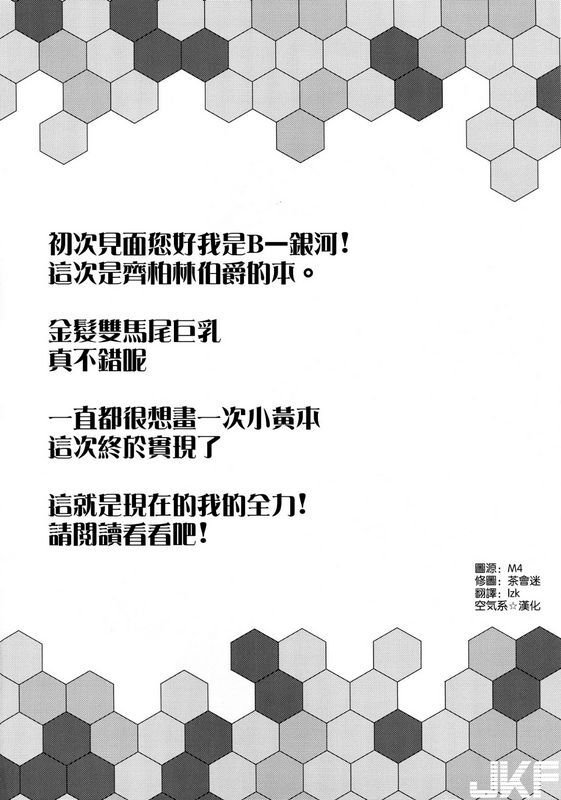 初次見面您好我是B一銀河!
這次是齊柏林伯爵的本。
金髮雙馬尾巨乳
真不錯呢
一直都很想畫一次小黃本
這次終於實現了
這就是現在的我的全力!
請閱讀看看吧!
圖源: M4
修圖: 茶會迷
翻譯: lzk
空気系☆漢化
JKF